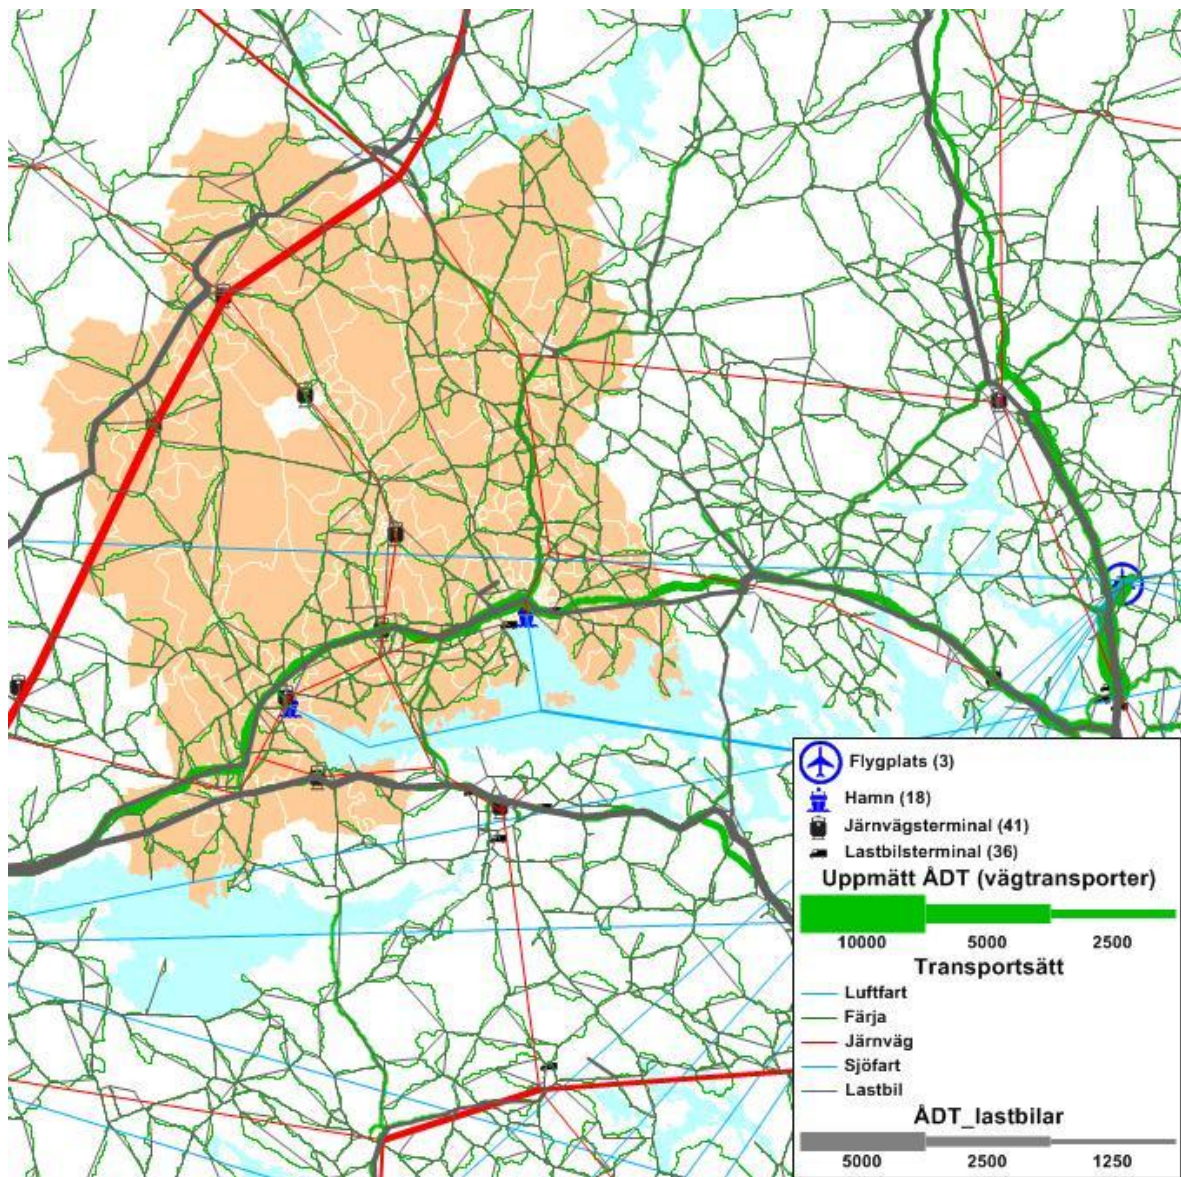 Flygplats (3)
Hamn (18)
Järnvägsterminal (41)
Lastbilsterminal (36)
Uppmätt ÅDT (vägtransporter)
10000 5000 2500
Transportsätt
Luftfart
Färja
Järnväg
Sjöfart
Lastbil
ÅDT_lastbilar
5000 2500 1250